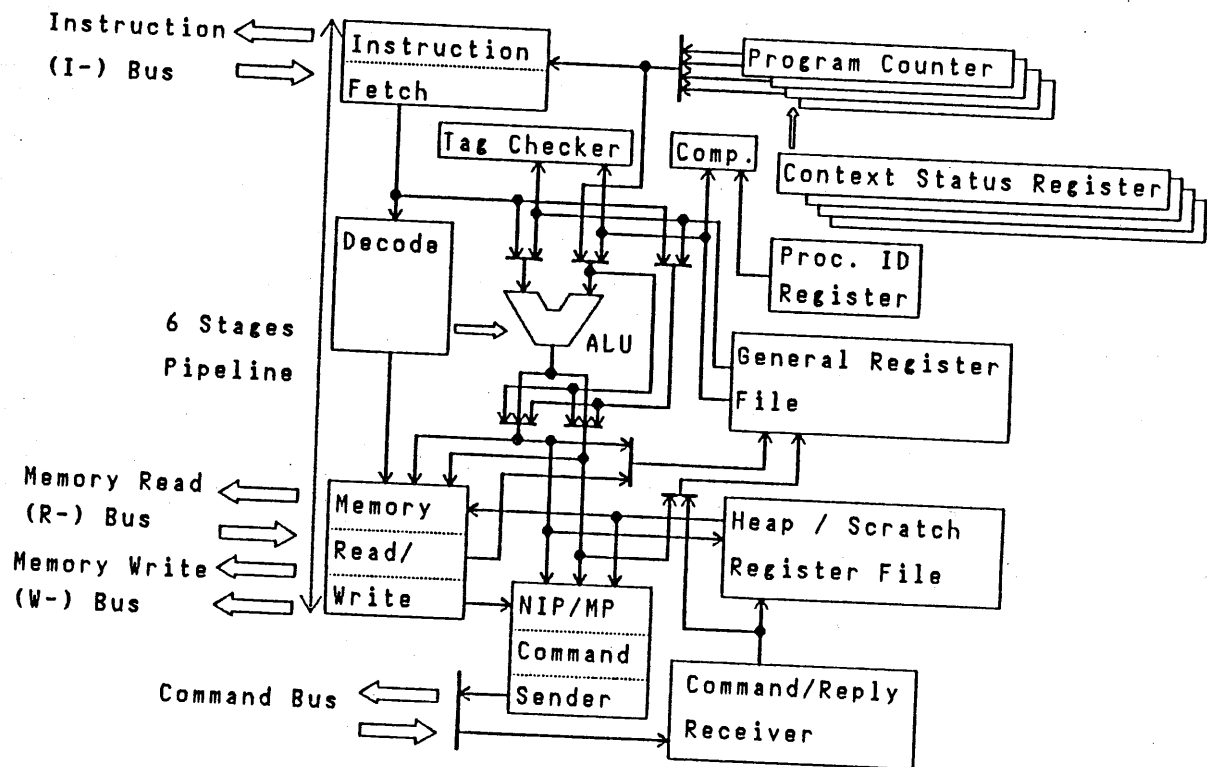 Instruction
(I-) Bus
Instruction
Fetch
Program Counter
Tag Checker
Comp.
Context Status Register
Decode
Proc. ID
Register
6 Stages
Pipeline
ALU
General Register
File
Memory Read
(R-) Bus
Memory Write
(W-) Bus
Memory
Read/
Write
Heap / Scratch
Register File
NIP/MP
Command
Sender
Command Bus
Command/Reply
Receiver